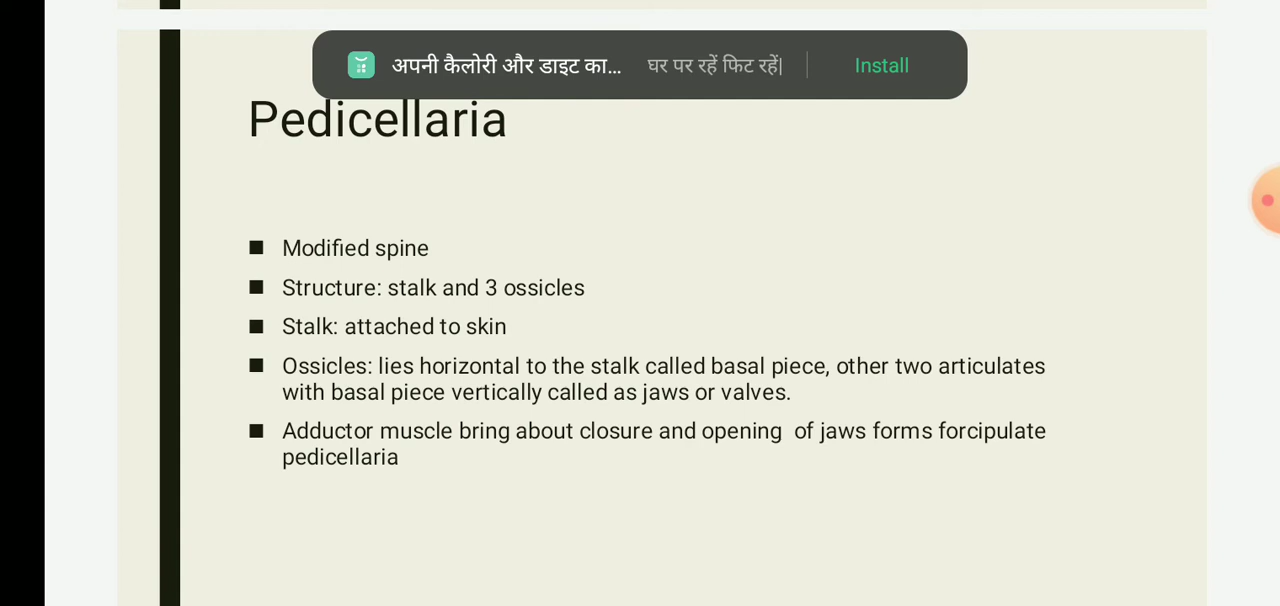 अपनी कैलोरी और डाइट का... घर पर रहें फिट रहें| Install
Pedicellaria
■ Modified spine
■ Structure: stalk and 3 ossicles
■ Stalk: attached to skin
■ Ossicles: lies horizontal to the stalk called basal piece, other two articulates
with basal piece vertically called as jaws or valves.
■ Adductor muscle bring about closure and opening  of jaws forms forcipulate
pedicellaria